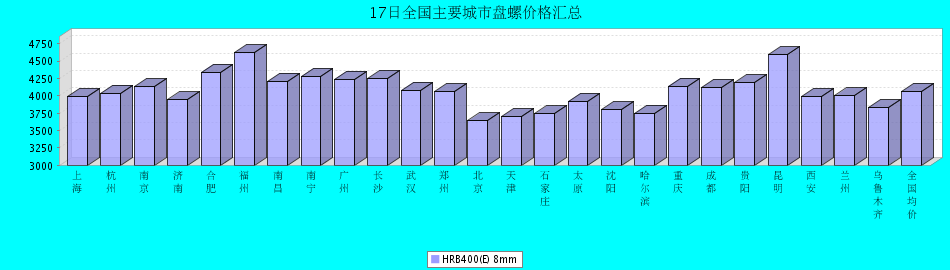 17日全国主要城市盘螺价格汇总
4750
4500
4250
4000
3750
3500
3250
3000
上海
杭州
南京
济南
合肥
福州
南昌
南宁
广州
长沙
武汉
郑州
北京
天津
石家庄
太原
沈阳
哈尔滨
重庆
成都
贵阳
昆明
西安
兰州
乌鲁木齐
全国均价
HRB400(E) 8mm